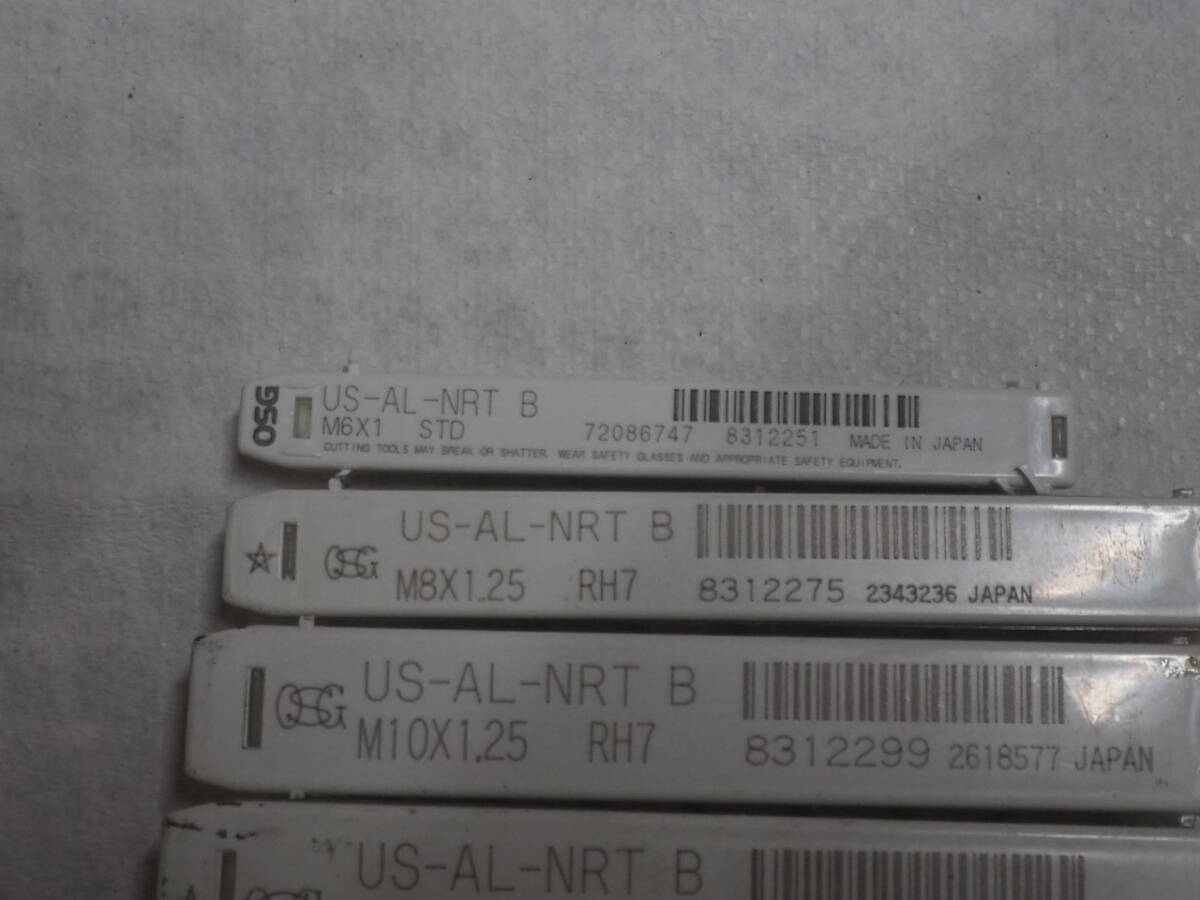 OSG
US-AL-NRT B
M6X1 STD 72086747 8312251 MADE IN JAPAN
CUTTING TOOLS MAY BREAK OR SHATTER. WEAR SAFETY GLASSES AND APPROPRIATE SAFETY EQUIPMENT.
US-AL-NRT B
OSG M8X1.25 RH7 8312275 2343236 JAPAN
OSG US-AL-NRT B
M10X1.25 RH7 8312299 2618577 JAPAN
US-AL-NRT B
OSG